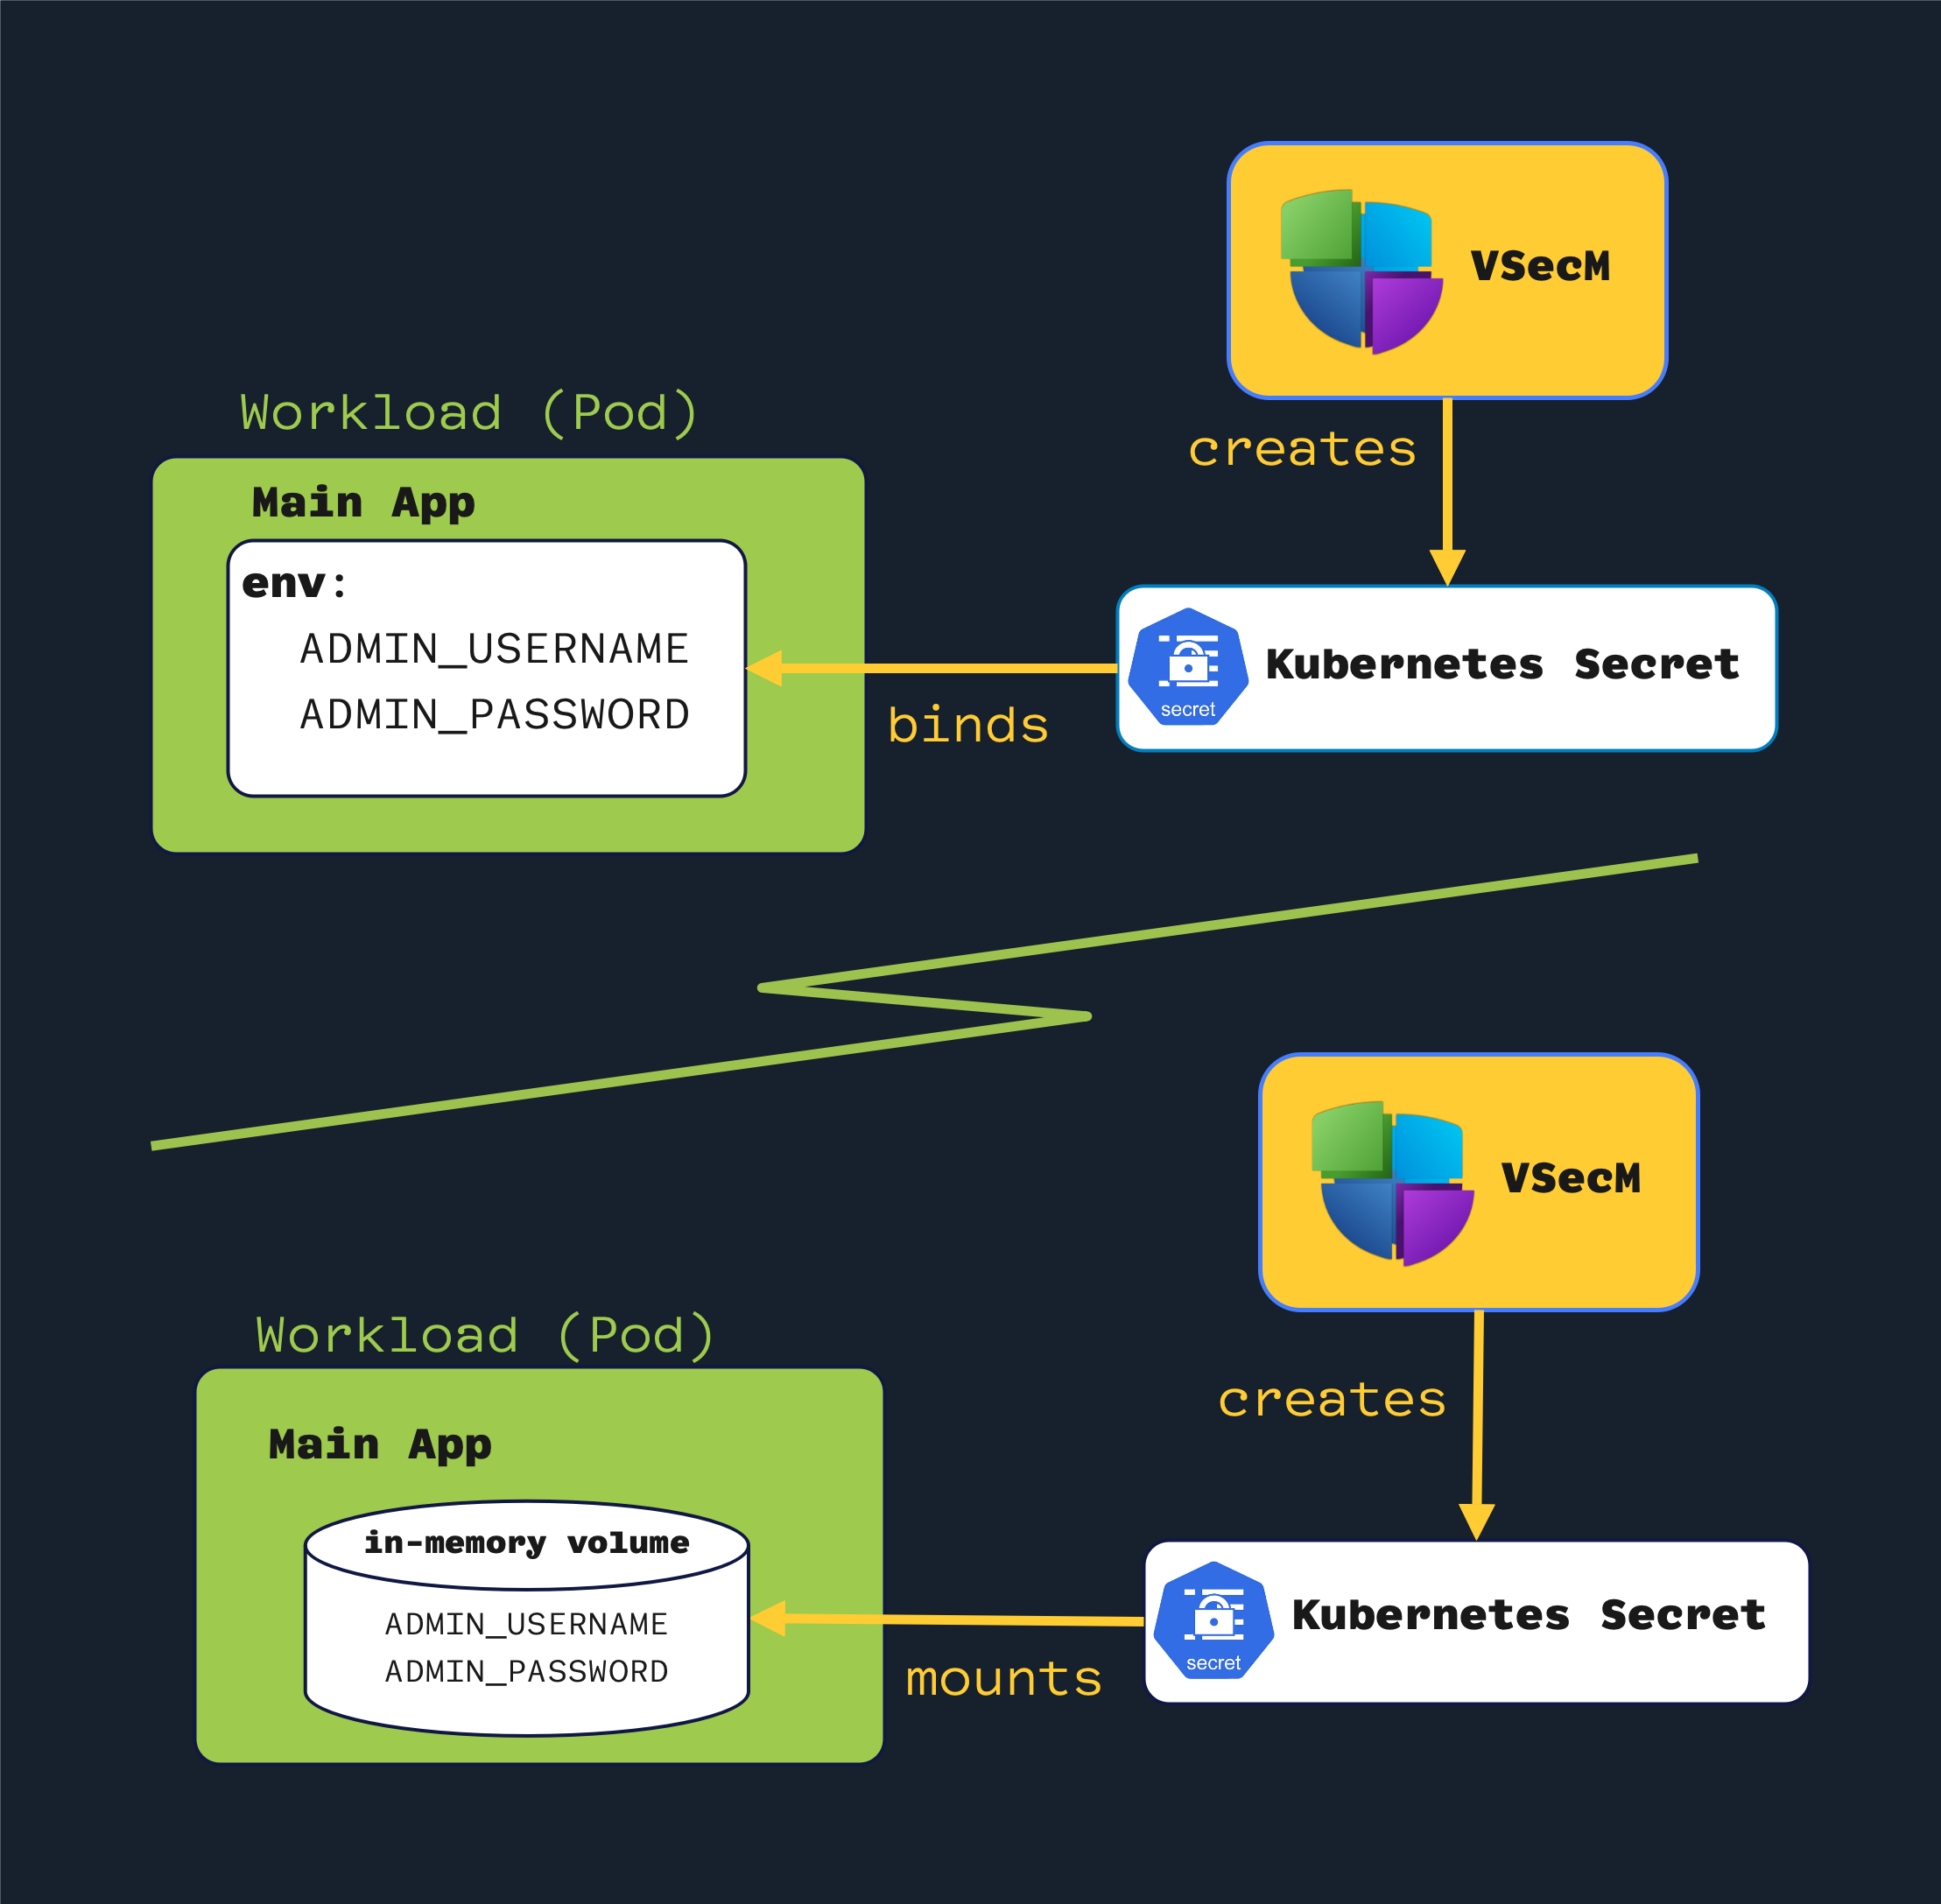 VSecM
creates
Workload (Pod)
Main App
env:
ADMIN_USERNAME
ADMIN_PASSWORD
binds
secret
Kubernetes Secret
VSecM
creates
Workload (Pod)
Main App
in-memory volume
ADMIN_USERNAME
ADMIN_PASSWORD
mounts
secret
Kubernetes Secret